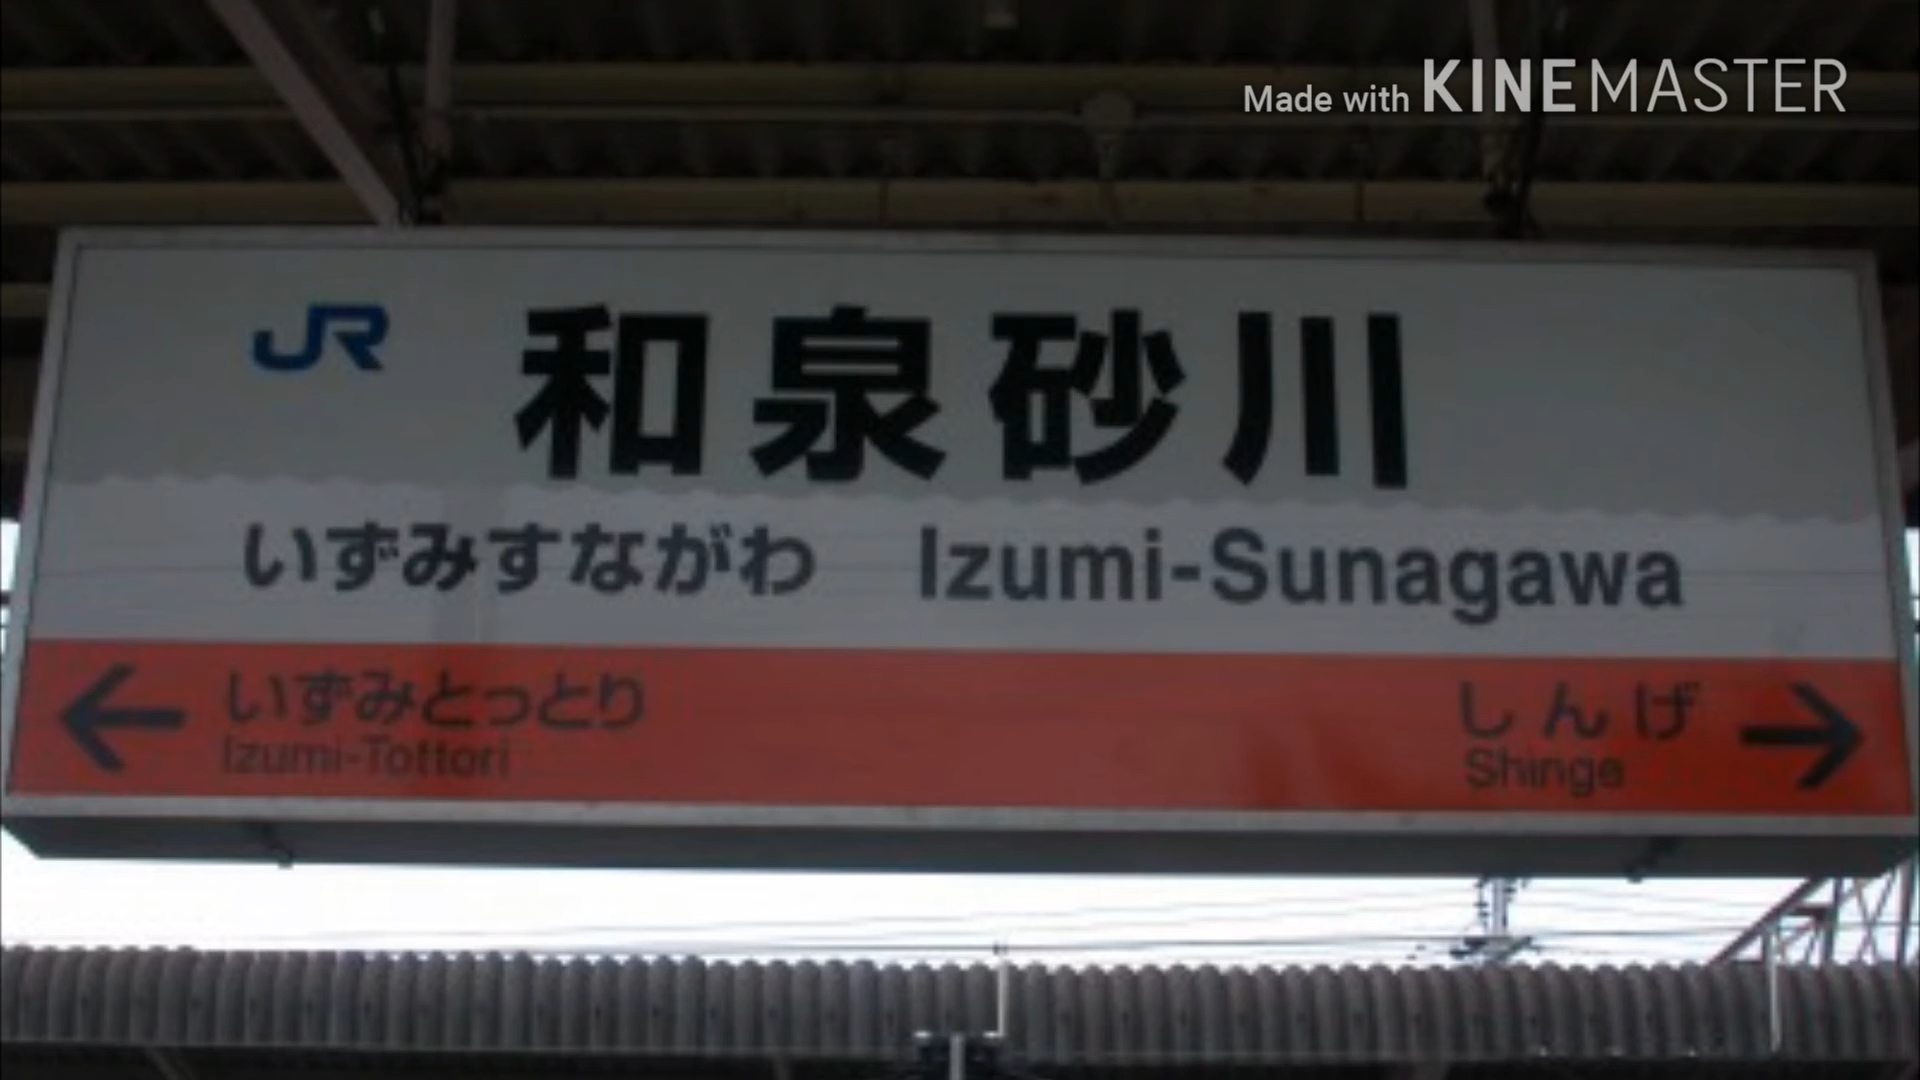 Made with KINEMASTER
JR 和泉砂川
いずみすながわ Izumi-Sunagawa
← いずみとっとり
Izumi-Tottori
しんげ →
Shinge